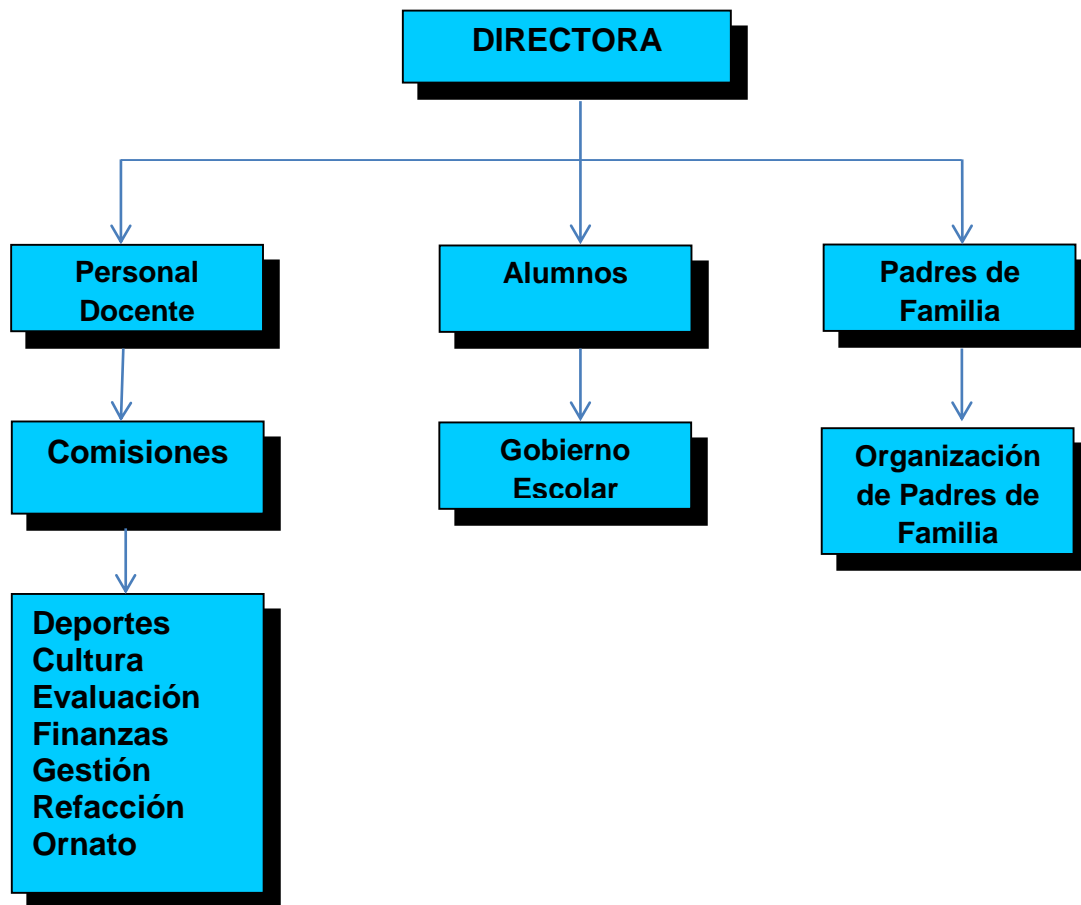 DIRECTORA
Personal
Docente
Alumnos
Padres de
Familia
Comisiones
Gobierno
Escolar
Organización
de Padres de
Familia
Deportes
Cultura
Evaluación
Finanzas
Gestión
Refacción
Ornato